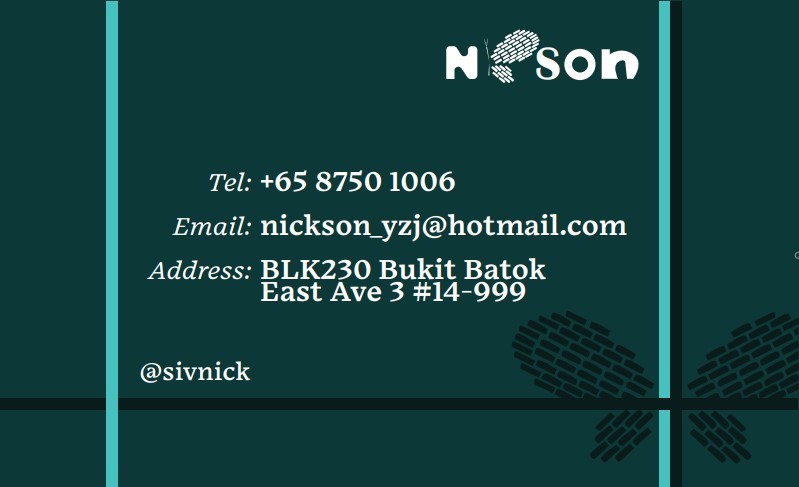 N son
Tel: +65 8750 1006
Email: nickson_yzj@hotmail.com
Address: BLK230 Bukit Batok
East Ave 3 #14-999
@sivnick